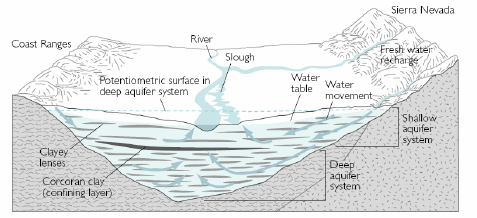 Sierra Nevada
River
Coast Ranges
Slough
Fresh water
recharge
Potentiometric surface in
deep aquifer system
Water
table
Water
movement
Shallow
aquifer
system
Clayey
lenses
Corcoran clay
(confining layer)
Deep
aquifer
system